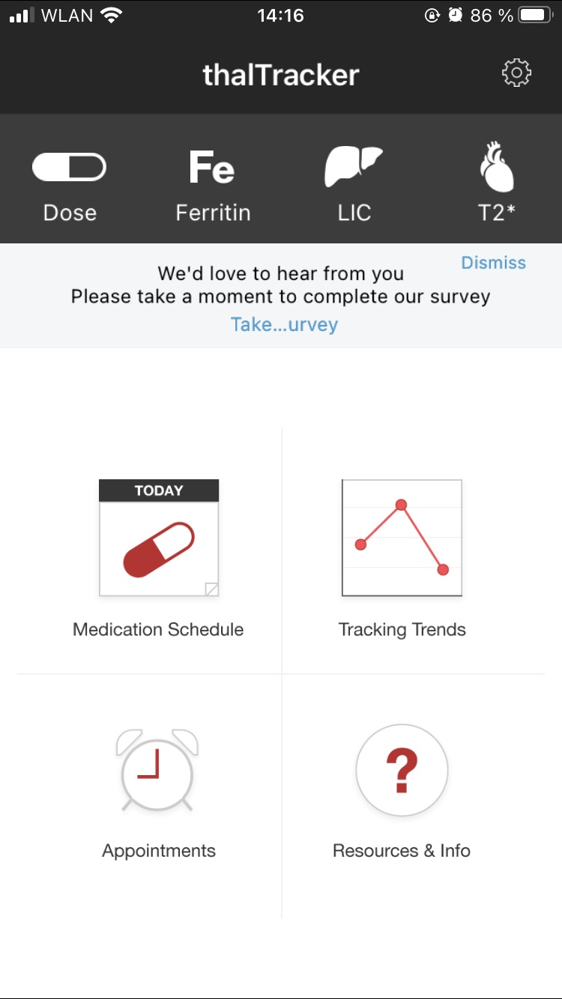 WLAN 14:16 86 %
thalTracker
Fe
Dose Ferritin LIC T2*
Dismiss
We'd love to hear from you
Please take a moment to complete our survey
Take...urvey
TODAY
Medication Schedule Tracking Trends
?
Appointments Resources & Info